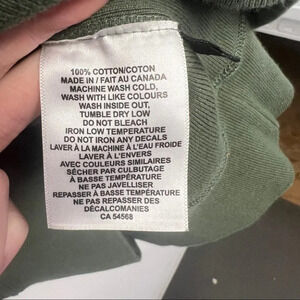 100% COTTON/COTON
MADE IN / FAIT AU CANADA
MACHINE WASH COLD,
WASH WITH LIKE COLOURS
WASH INSIDE OUT,
TUMBLE DRY LOW
DO NOT BLEACH
IRON LOW TEMPERATURE
DO NOT IRON ANY DECALS
LAVER À LA MACHINE À L'EAU FROIDE
LAVER À L'ENVERS
AVEC COULEURS SIMILAIRES
SÉCHER PAR CULBUTAGE
À BASSE TEMPÉRATURE
NE PAS JAVELLISER
REPASSER À BASSE TEMPÉRATURE
NE PAS REPASSER DES
DÉCALCOMANIES
CA 54568